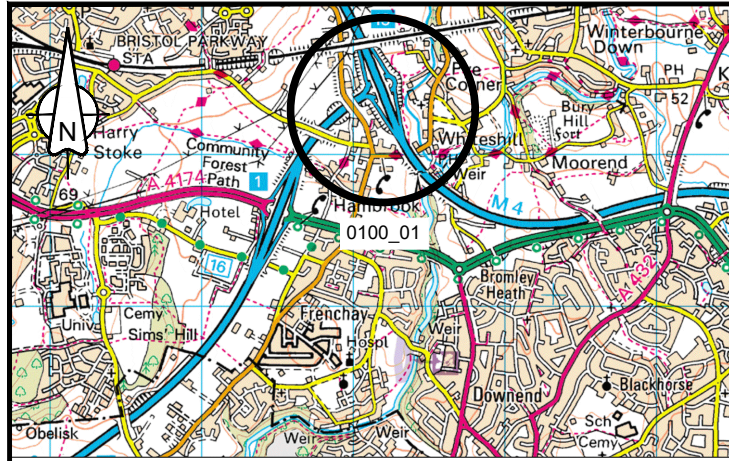 BRISTOL PARKWAY
STA
Winterbourne
Down
PH
52
Bury
Hill
Fort
Corner
N
Harry
Stoke
Community
Forest
Path
Whiteshill
PH
Weir
Moorend
69
A 4174
1
Hotel
Hambrook
M 4
0100_01
16
Bromley
Heath
A 432
Univ
Cemy
Sims' Hill
Frenchay
Hospl
Weir
Downend
Blackhorse
Obelisk
Weir
Weir
Sch
Cemy